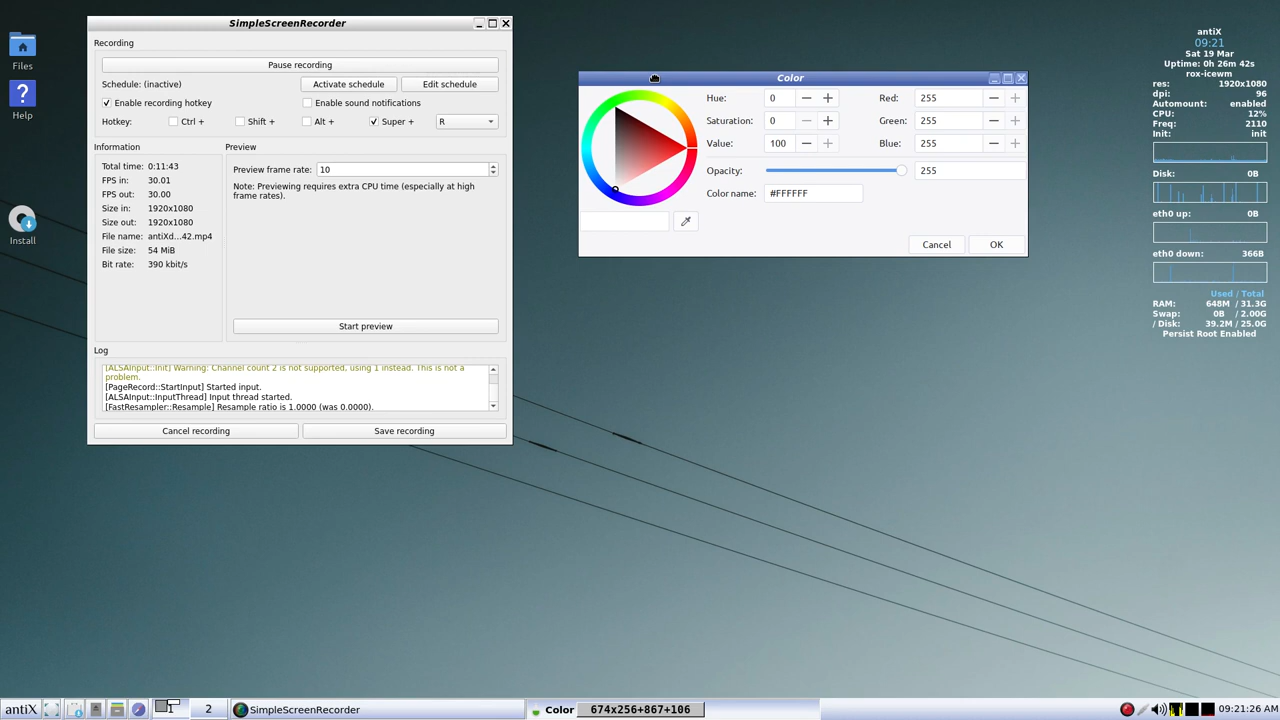 Files
Help
Install
SimpleScreenRecorder
Recording
Pause recording
Schedule: (inactive)
Activate schedule
Edit schedule
Enable recording hotkey
Enable sound notifications
Hotkey:
Ctrl +
Shift +
Alt +
Super +
R
Information
Total time: 0:11:43
FPS in: 30.01
FPS out: 30.00
Size in: 1920x1080
Size out: 1920x1080
File name: antiXd...42.mp4
File size: 54 MiB
Bit rate: 390 kbit/s
Preview
Preview frame rate: 10
Note: Previewing requires extra CPU time (especially at high
frame rates).
Start preview
Log
[ALSAInput::Init] Warning: Channel count 2 is not supported, using 1 instead. This is not a
problem.
[PageRecord::StartInput] Started input.
[ALSAInput::InputThread] Input thread started.
[FastResampler::Resample] Resample ratio is 1.0000 (was 0.0000).
Cancel recording
Save recording
Color
Hue: 0
Red: 255
Saturation: 0
Green: 255
Value: 100
Blue: 255
Opacity: 255
Color name: #FFFFFF
Cancel
OK
antiX
09:21
Sat 19 Mar
Uptime: 0h 26m 42s
rox-icewm
res: 1920x1080
dpi: 96
Automount: enabled
CPU: 12%
Freq: 2110
Init: init
Disk: 0B
eth0 up: 0B
eth0 down: 366B
Used / Total
RAM: 648M / 31.3G
Swap: 0B / 2.00G
/ Disk: 39.2M / 25.0G
Persist Root Enabled
antiX
1
2
SimpleScreenRecorder
Color
674x256+867+106
09:21:26 AM